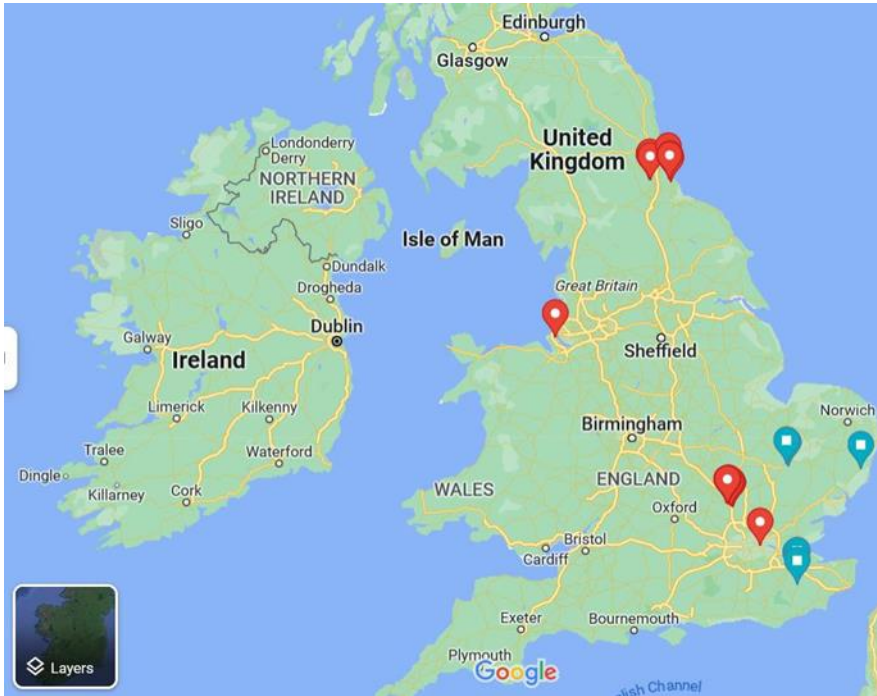 Edinburgh
Glasgow
Londonderry
Derry
United
Kingdom
NORTHERN
IRELAND
Sligo
Isle of Man
Dundalk
Drogheda
Great Britain
Dublin
Galway
Ireland
Sheffield
Limerick
Kilkenny
Norwich
Birmingham
Tralee
Waterford
Dingle
Killarney
WALES
ENGLAND
Cork
Oxford
Bristol
Cardiff
Exeter
Bournemouth
Plymouth
Layers
Google
lish Channel